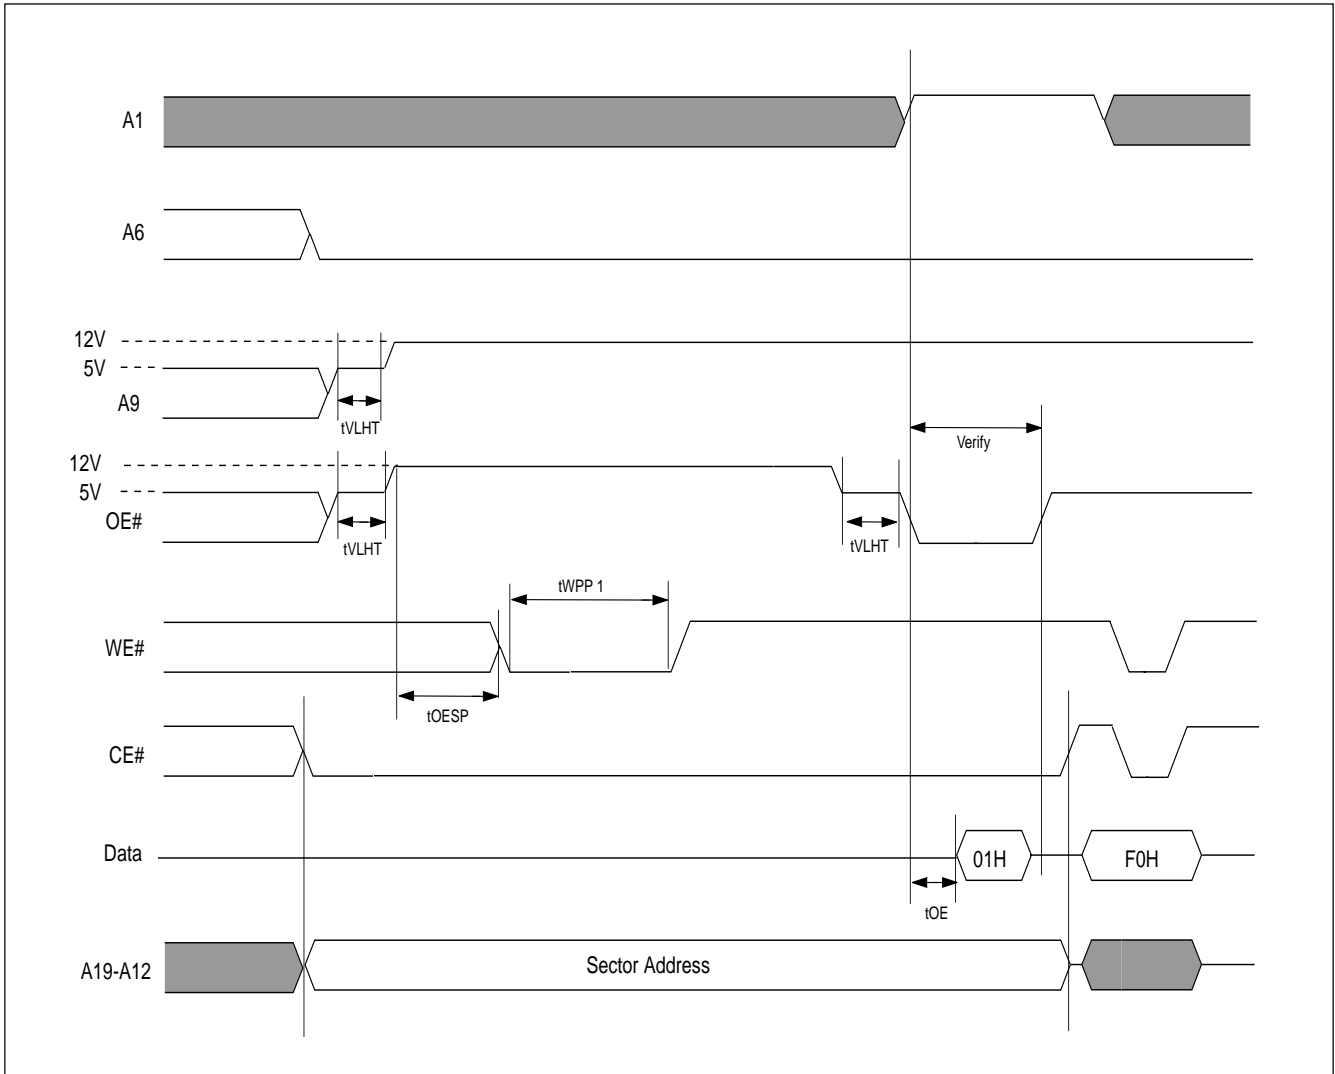 A1
A6
12V
5V
A9
tVLHT
Verify
12V
5V
OE#
tVLHT
tVLHT
tWPP 1
WE#
tOESP
CE#
Data
01H
F0H
tOE
A19-A12
Sector Address